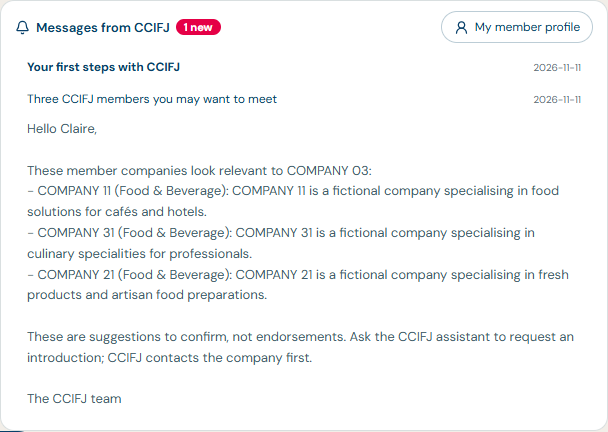 Messages from CCIFJ 1 new My member profile
Your first steps with CCIFJ 2026-11-11
Three CCIFJ members you may want to meet 2026-11-11
Hello Claire,
These member companies look relevant to COMPANY 03:
- COMPANY 11 (Food & Beverage): COMPANY 11 is a fictional company specialising in food
solutions for cafés and hotels.
- COMPANY 31 (Food & Beverage): COMPANY 31 is a fictional company specialising in
culinary specialities for professionals.
- COMPANY 21 (Food & Beverage): COMPANY 21 is a fictional company specialising in fresh
products and artisan food preparations.
These are suggestions to confirm, not endorsements. Ask the CCIFJ assistant to request an
introduction; CCIFJ contacts the company first.
The CCIFJ team